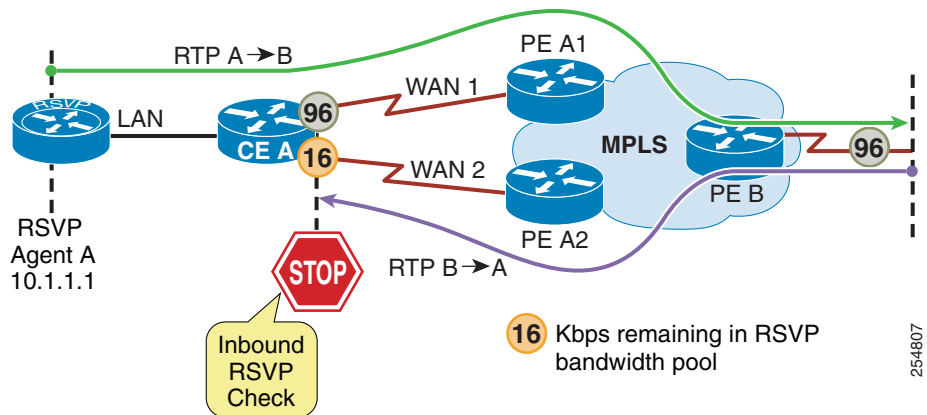 RTP A→B
PE A1
WAN 1
RSVP
LAN
96
CE A
16
MPLS
96
WAN 2
PE B
PE A2
RSVP
Agent A
10.1.1.1
STOP
RTP B→A
Inbound
RSVP
Check
16 Kbps remaining in RSVP
bandwidth pool
254807